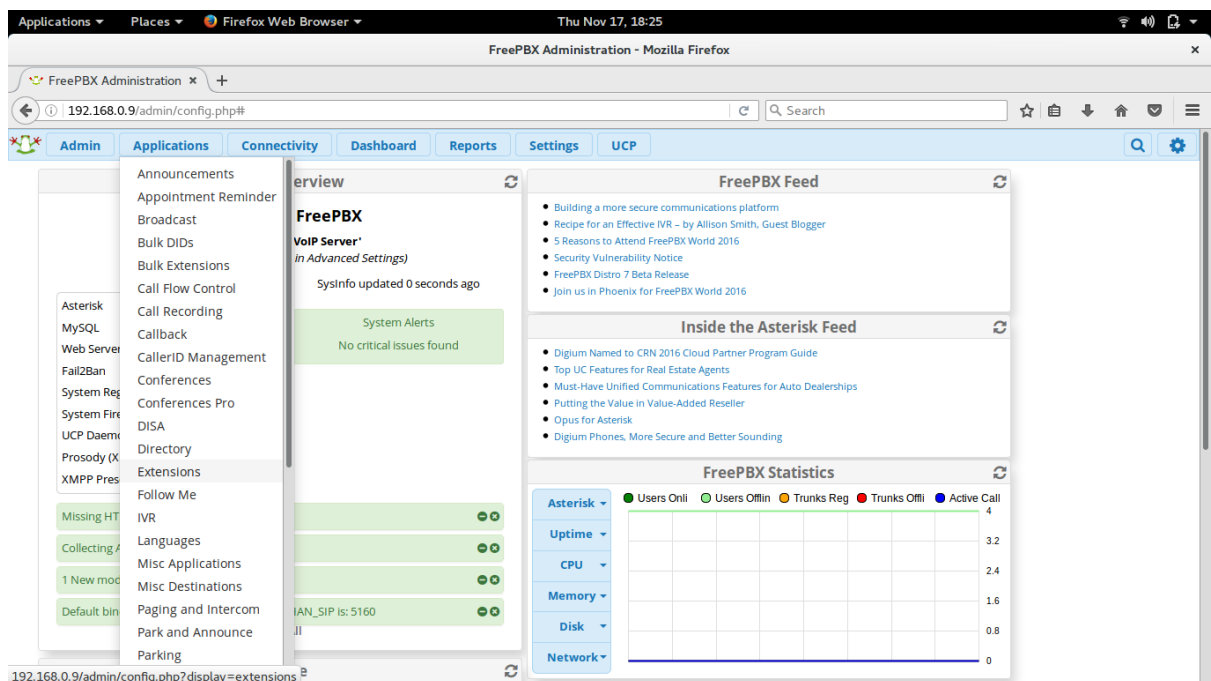 Applications Places Firefox Web Browser Thu Nov 17, 18:25
FreePBX Administration - Mozilla Firefox
FreePBX Administration
192.168.0.9/admin/config.php# Search
Admin Applications Connectivity Dashboard Reports Settings UCP
Announcements
Appointment Reminder
Broadcast
Bulk DIDs
Bulk Extensions
Call Flow Control
Call Recording
Callback
CallerID Management
Conferences
Conferences Pro
DISA
Directory
Extensions
Follow Me
IVR
Languages
Misc Applications
Misc Destinations
Paging and Intercom
Park and Announce
Parking
erview
FreePBX
VoIP Server'
in Advanced Settings)
SysInfo updated 0 seconds ago
Asterisk
MySQL
Web Server
Fail2Ban
System Reg
System Fire
UCP Daem
Prosody (X
XMPP Pres
System Alerts
No critical issues found
Missing HT
Collecting A
1 New mod
Default bin
IAN_SIP is: 5160
FreePBX Feed
Building a more secure communications platform
Recipe for an Effective IVR – by Allison Smith, Guest Blogger
5 Reasons to Attend FreePBX World 2016
Security Vulnerability Notice
FreePBX Distro 7 Beta Release
Join us in Phoenix for FreePBX World 2016
Inside the Asterisk Feed
Digium Named to CRN 2016 Cloud Partner Program Guide
Top UC Features for Real Estate Agents
Must-Have Unified Communications Features for Auto Dealerships
Putting the Value in Value-Added Reseller
Opus for Asterisk
Digium Phones, More Secure and Better Sounding
FreePBX Statistics
Asterisk
Uptime
CPU
Memory
Disk
Network
Users Onli Users Offlin Trunks Reg Trunks Offli Active Call
4
3.2
2.4
1.6
0.8
0
192.168.0.9/admin/config.php?display=extensions